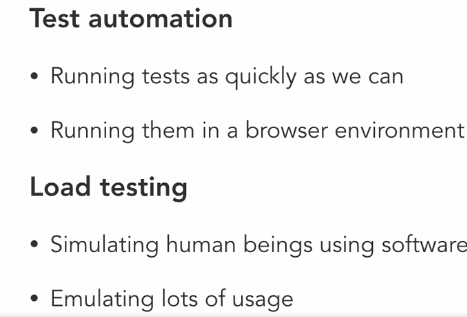 Test automation
• Running tests as quickly as we can
• Running them in a browser environment
Load testing
• Simulating human beings using software
• Emulating lots of usage